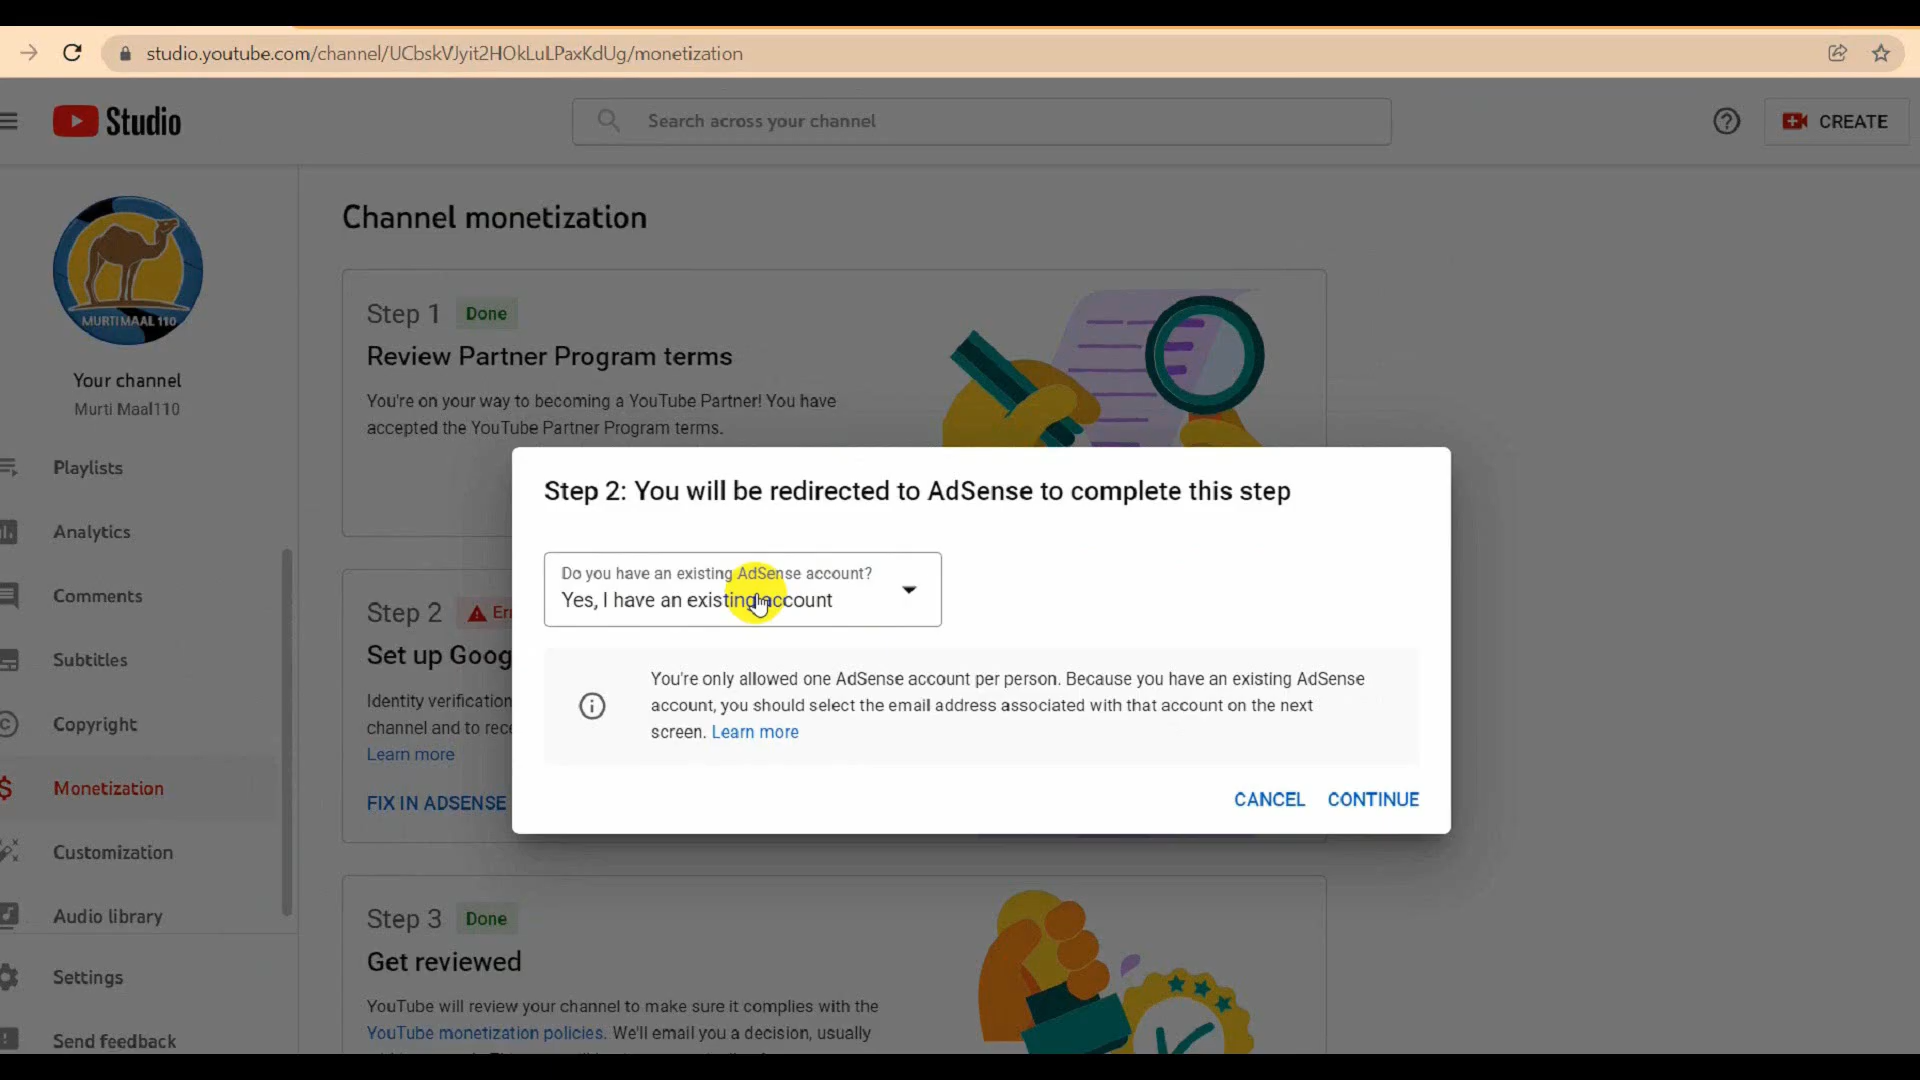 studio.youtube.com/channel/UCbskVJyit2HOkLuLPaxKdUg/monetization
Studio
Search across your channel
CREATE
MURTI MAAL 110
Your channel
Murti Maal110
Playlists
Analytics
Comments
Subtitles
Copyright
Monetization
Customization
Audio library
Settings
Send feedback
Channel monetization
Step 1 Done
Review Partner Program terms
You're on your way to becoming a YouTube Partner! You have
accepted the YouTube Partner Program terms.
Step 2: You will be redirected to AdSense to complete this step
Do you have an existing AdSense account?
Yes, I have an existing account
You're only allowed one AdSense account per person. Because you have an existing AdSense
account, you should select the email address associated with that account on the next
screen. Learn more
CANCEL CONTINUE
Step 2
Set up Goog
Identity verification
channel and to rece
Learn more
FIX IN ADSENSE
Step 3 Done
Get reviewed
YouTube will review your channel to make sure it complies with the
YouTube monetization policies. We'll email you a decision, usually